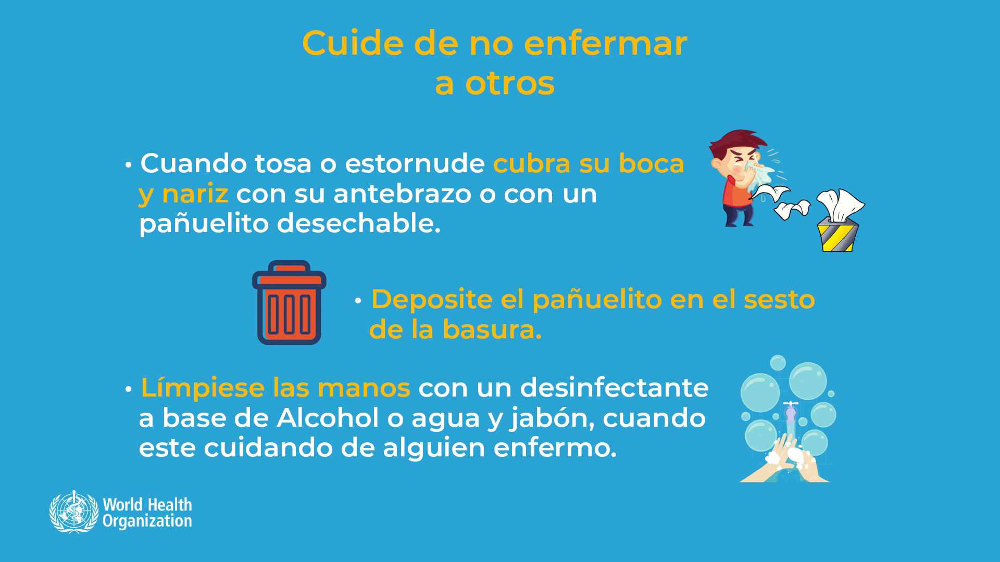 Cuide de no enfermar
a otros
• Cuando tosa o estornude cubra su boca
y nariz con su antebrazo o con un
pañuelito desechable.
• Deposite el pañuelito en el sesto
de la basura.
• Límpiese las manos con un desinfectante
a base de Alcohol o agua y jabón, cuando
este cuidando de alguien enfermo.
World Health
Organization